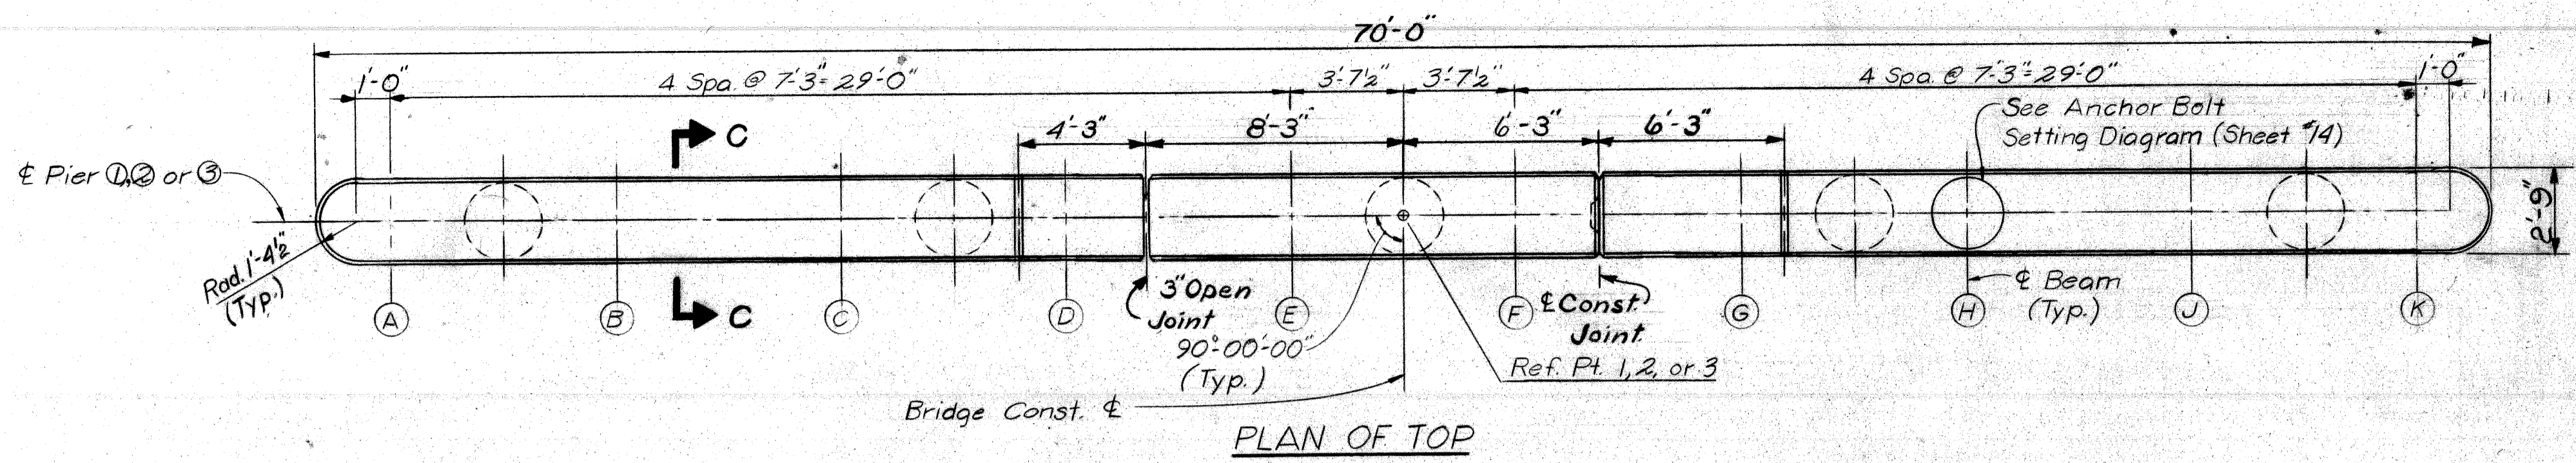 70'-0"
1'-0" 4 Spa. @ 7'-3"= 29'-0" 3'-7½" 3'-7½" 4 Spa. @ 7'-3"= 29'-0" 1'-0"
4'-3" 8'-3" 6'-3" 6'-3"
See Anchor Bolt
Setting Diagram (Sheet #14)
C
℄ Pier ①,② or ③
2'-9"
Rad. 1'-4½"
(Typ.)
C
Ⓐ Ⓑ Ⓒ Ⓓ Ⓔ Ⓕ Ⓖ Ⓗ Ⓙ Ⓚ
3" Open
Joint
℄ Const.
Joint
℄ Beam
(Typ.)
90°-00'-00"
(Typ.)
Ref. Pt. 1, 2, or 3
Bridge Const. ℄
PLAN OF TOP